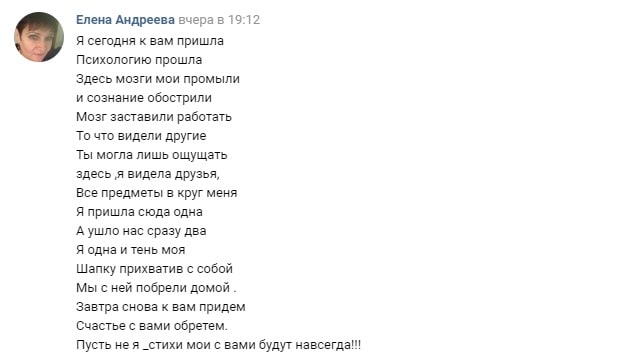 Елена Андреева вчера в 19:12
Я сегодня к вам пришла
Психологию прошла
Здесь мозги мои промыли
и сознание обострили
Мозг заставили работать
То что видели другие
Ты могла лишь ощущать
здесь ,я видела друзья,
Все предметы в круг меня
Я пришла сюда одна
А ушло нас сразу два
Я одна и тень моя
Шапку прихватив с собой
Мы с ней побрели домой .
Завтра снова к вам придем
Счастье с вами обретем.
Пусть не я _стихи мои с вами будут навсегда!!!